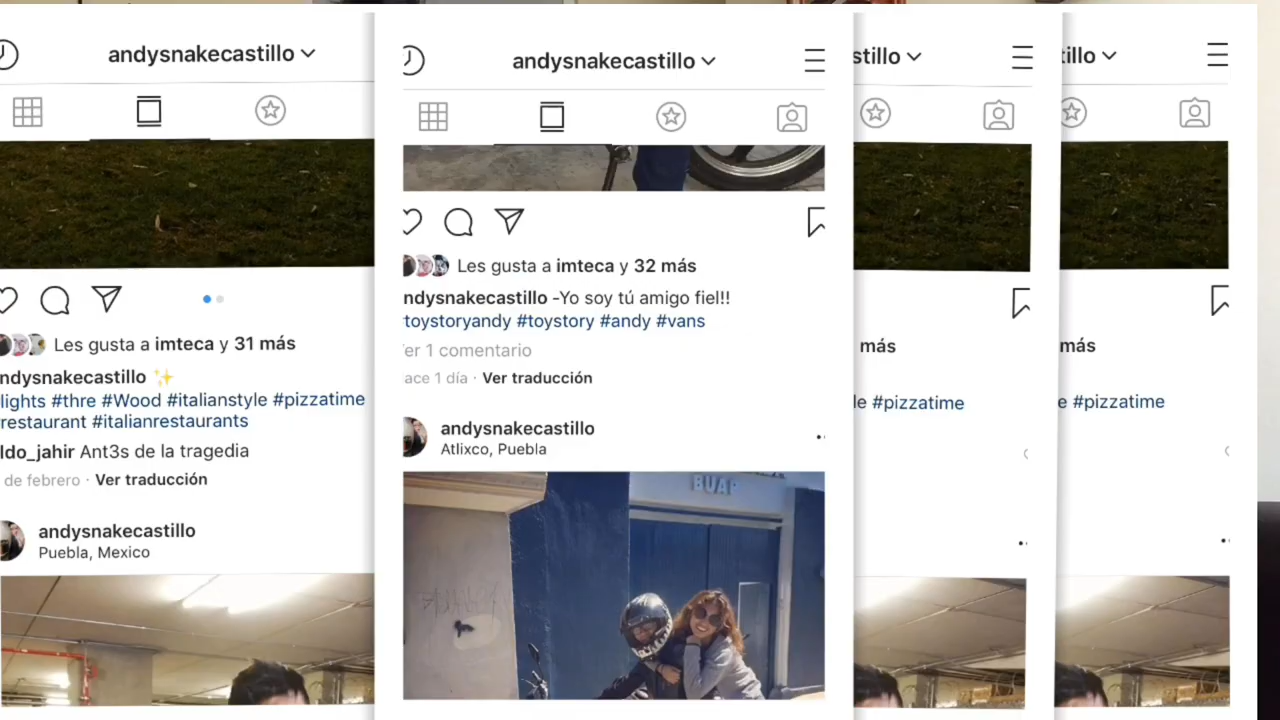 andysnakecastillo
Les gusta a imteca y 31 más
ndysnakecastillo ✨
lights #thre #Wood #italianstyle #pizzatime
restaurant #italianrestaurants
ldo_jahir Ant3s de la tragedia
de febrero · Ver traducción
andysnakecastillo
Puebla, Mexico
andysnakecastillo
Les gusta a imteca y 32 más
ndysnakecastillo -Yo soy tú amigo fiel!!
toystoryandy #toystory #andy #vans
er 1 comentario
ace 1 día · Ver traducción
andysnakecastillo
Atlixco, Puebla
BUAP
stillo
más
le #pizzatime
tillo
más
e #pizzatime